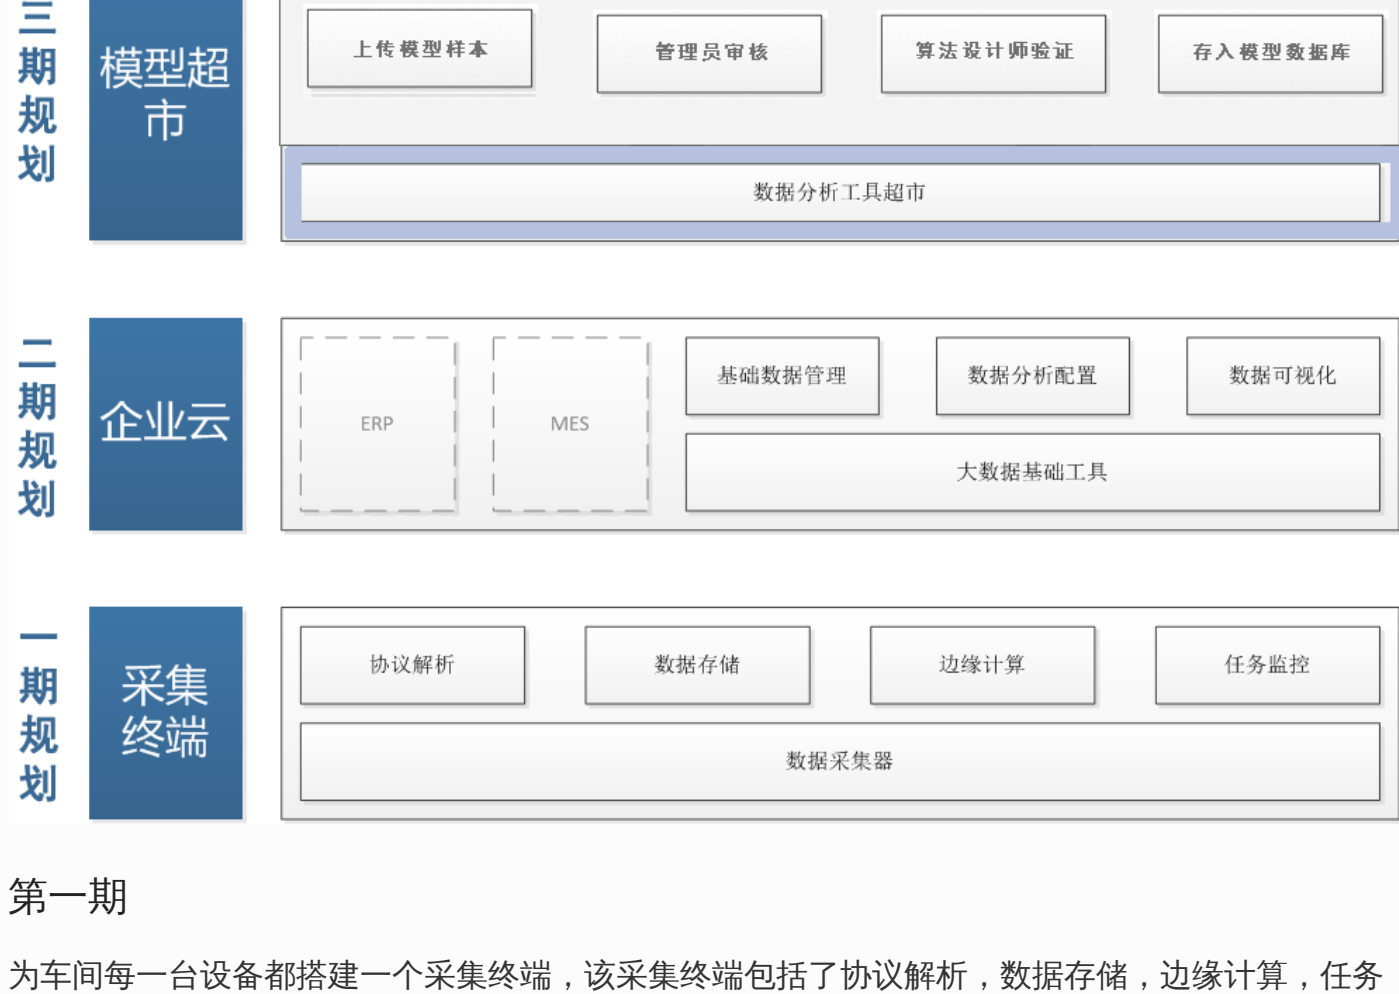 三期规划
模型超市
上传模型样本
管理员审核
算法设计师验证
存入模型数据库
数据分析工具超市
二期规划
企业云
ERP
MES
基础数据管理
数据分析配置
数据可视化
大数据基础工具
一期规划
采集终端
协议解析
数据存储
边缘计算
任务监控
数据采集器
第一期
为车间每一台设备都搭建一个采集终端，该采集终端包括了协议解析，数据存储，边缘计算，任务